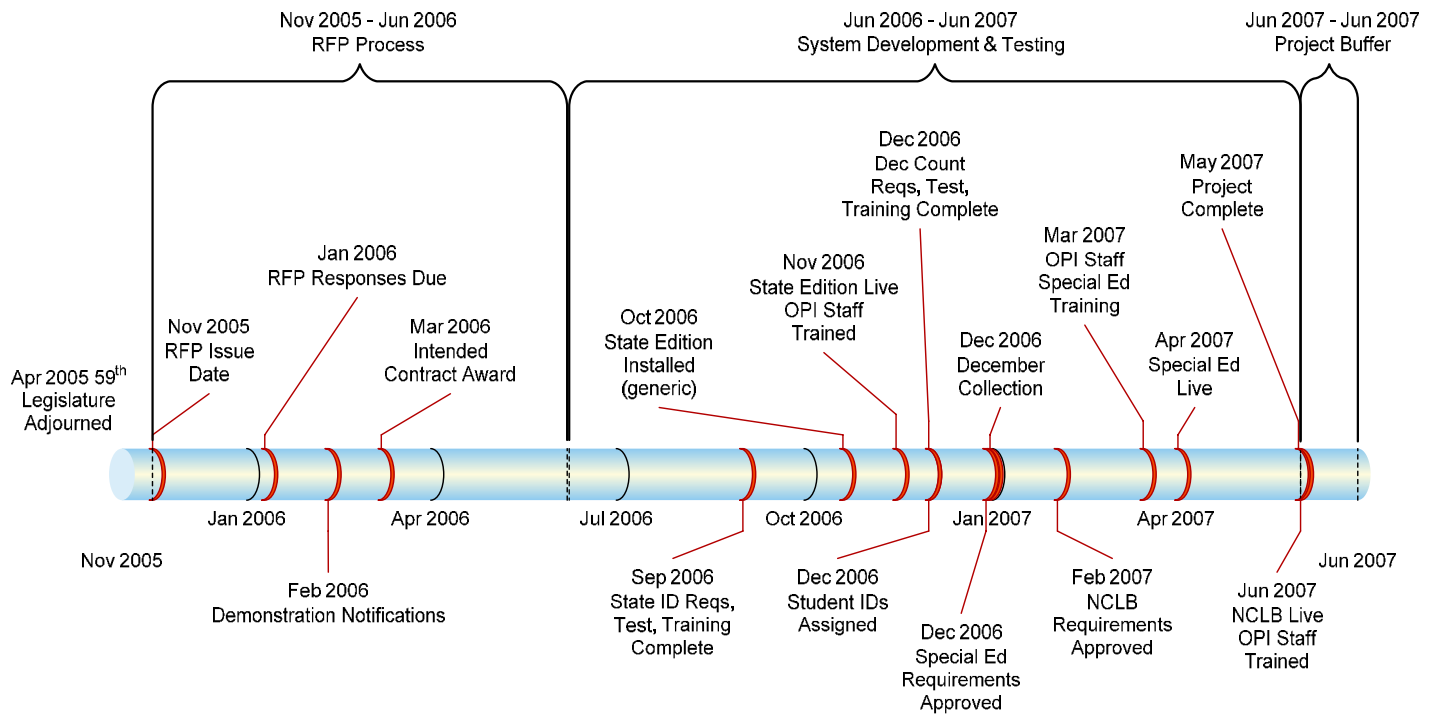 Nov 2005 - Jun 2006
RFP Process
Jun 2006 - Jun 2007
System Development & Testing
Jun 2007 - Jun 2007
Project Buffer
Dec 2006
Dec Count
Reqs, Test,
Training Complete
May 2007
Project
Complete
Jan 2006
RFP Responses Due
Nov 2006
State Edition Live
OPI Staff
Trained
Mar 2007
OPI Staff
Special Ed
Training
Nov 2005
RFP Issue
Date
Mar 2006
Intended
Contract Award
Oct 2006
State Edition
Installed
(generic)
Dec 2006
December
Collection
Apr 2007
Special Ed
Live
Apr 2005 59th
Legislature
Adjourned
Jan 2006
Apr 2006
Jul 2006
Oct 2006
Jan 2007
Apr 2007
Nov 2005
Jun 2007
Feb 2006
Demonstration Notifications
Sep 2006
State ID Reqs,
Test, Training
Complete
Dec 2006
Student IDs
Assigned
Dec 2006
Special Ed
Requirements
Approved
Feb 2007
NCLB
Requirements
Approved
Jun 2007
NCLB Live
OPI Staff
Trained